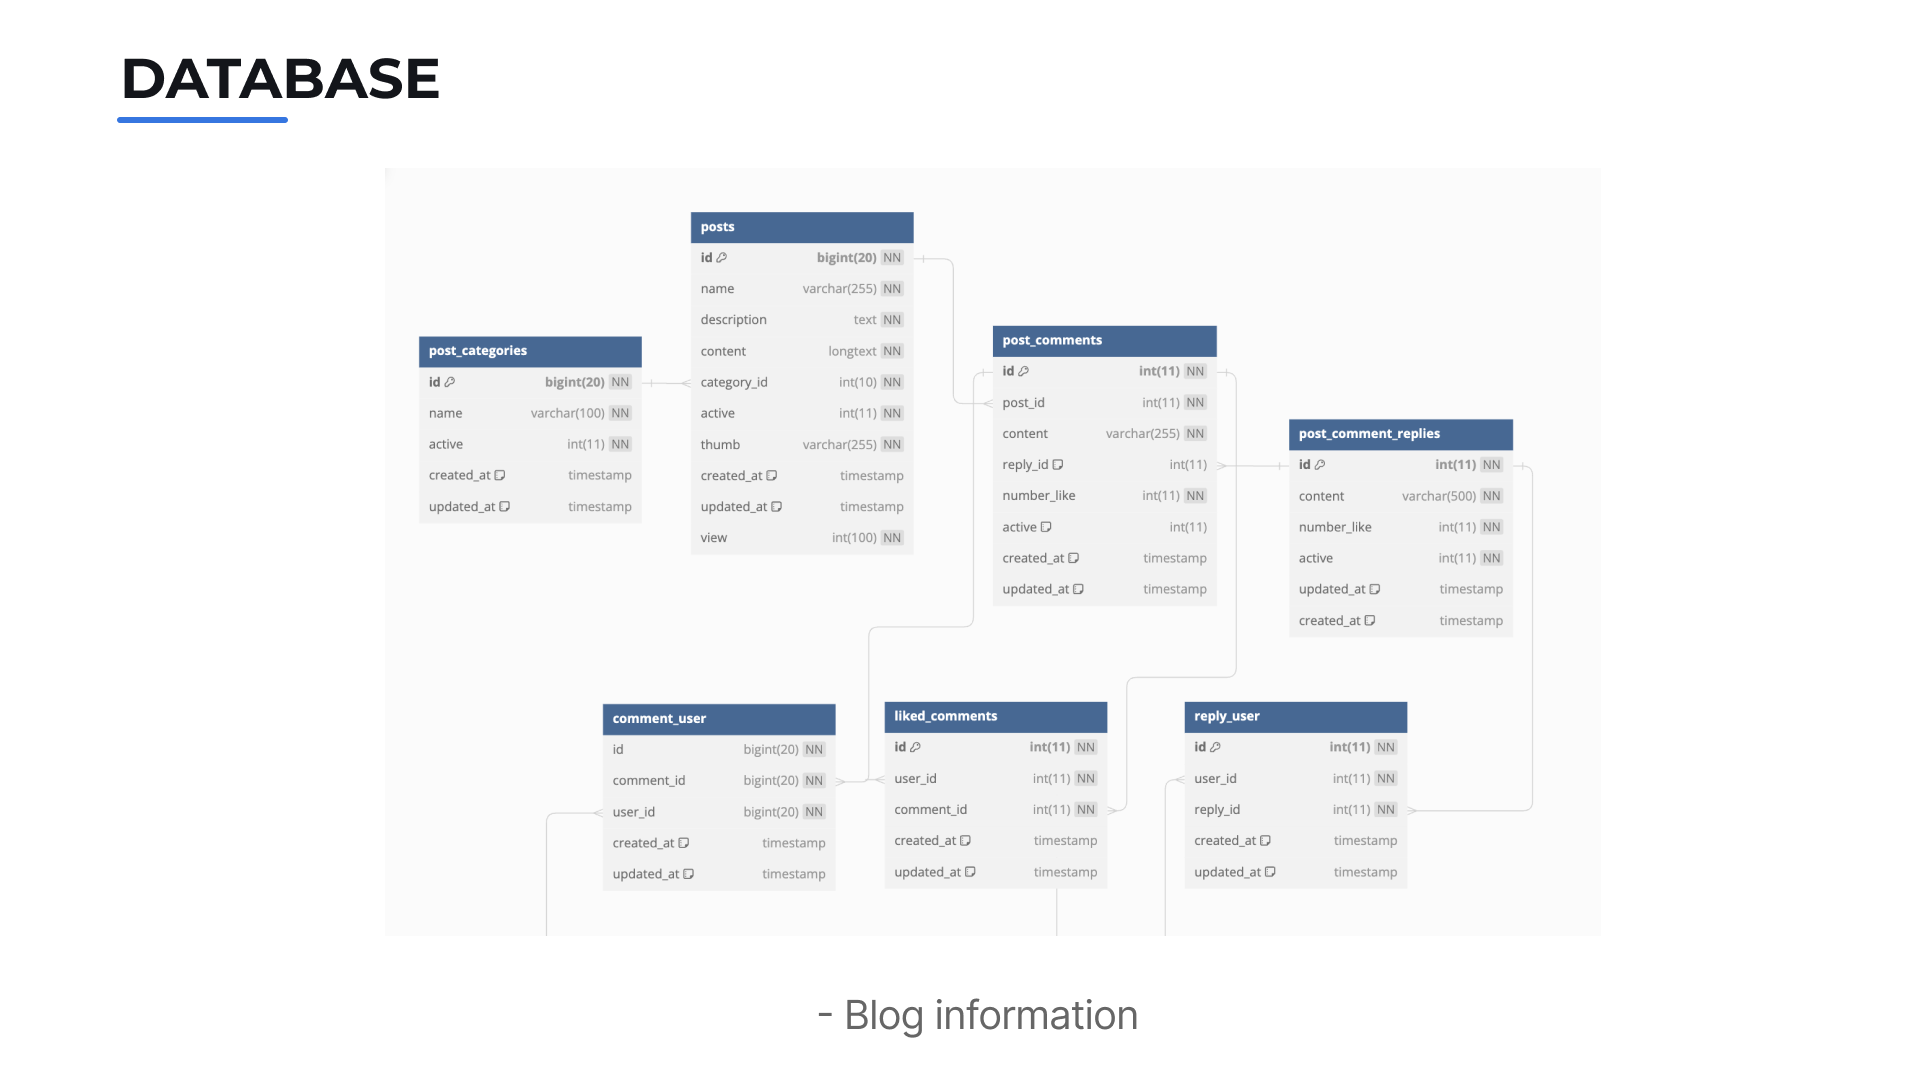 DATABASE
posts
id bigint(20) NN
name varchar(255) NN
description text NN
content longtext NN
category_id int(10) NN
active int(11) NN
thumb varchar(255) NN
created_at timestamp
updated_at timestamp
view int(100) NN
post_categories
id bigint(20) NN
name varchar(100) NN
active int(11) NN
created_at timestamp
updated_at timestamp
post_comments
id int(11) NN
post_id int(11) NN
content varchar(255) NN
reply_id int(11)
number_like int(11) NN
active int(11)
created_at timestamp
updated_at timestamp
post_comment_replies
id int(11) NN
content varchar(500) NN
number_like int(11) NN
active int(11) NN
updated_at timestamp
created_at timestamp
comment_user
id bigint(20) NN
comment_id bigint(20) NN
user_id bigint(20) NN
created_at timestamp
updated_at timestamp
liked_comments
id int(11) NN
user_id int(11) NN
comment_id int(11) NN
created_at timestamp
updated_at timestamp
reply_user
id int(11) NN
user_id int(11) NN
reply_id int(11) NN
created_at timestamp
updated_at timestamp
- Blog information